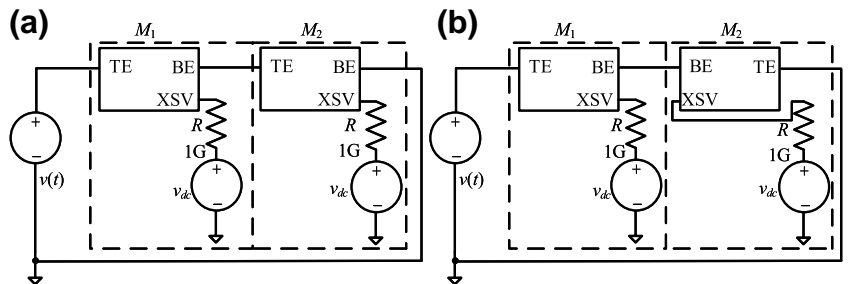 (a)
M1 M2
TE BE TE BE
XSV XSV
R R
1G 1G
v(t) vdc vdc
(b)
M1 M2
TE BE BE TE
XSV XSV
R R
1G 1G
v(t) vdc vdc